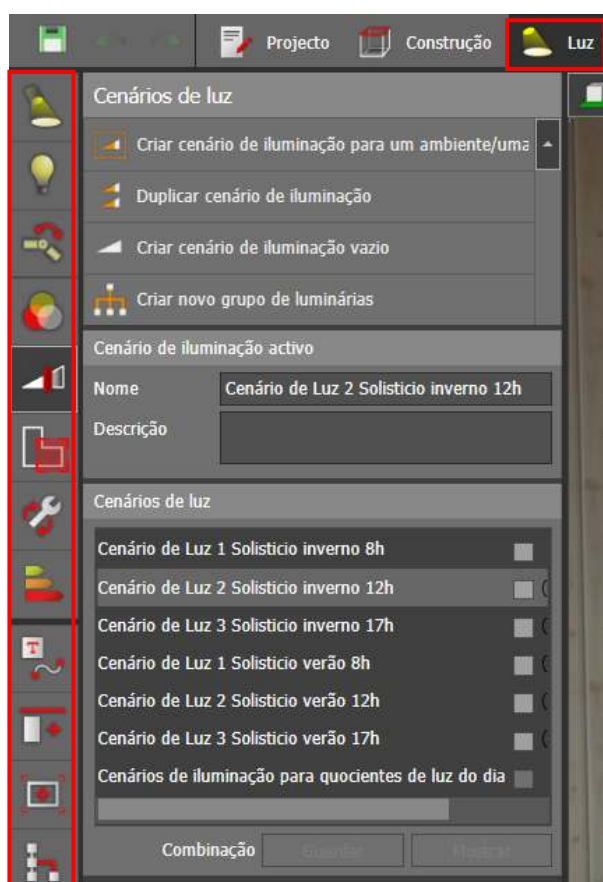 Projecto Construção Luz
Cenários de luz
Criar cenário de iluminação para um ambiente/uma
Duplicar cenário de iluminação
Criar cenário de iluminação vazio
Criar novo grupo de luminárias
Cenário de iluminação activo
Nome Cenário de Luz 2 Solisticio inverno 12h
Descrição
Cenários de luz
Cenário de Luz 1 Solisticio inverno 8h
Cenário de Luz 2 Solisticio inverno 12h (
Cenário de Luz 3 Solisticio inverno 17h (
Cenário de Luz 1 Solisticio verão 8h (
Cenário de Luz 2 Solisticio verão 12h (
Cenário de Luz 3 Solisticio verão 17h (
Cenários de iluminação para quocientes de luz do dia
Combinação Guardar Mostrar
T